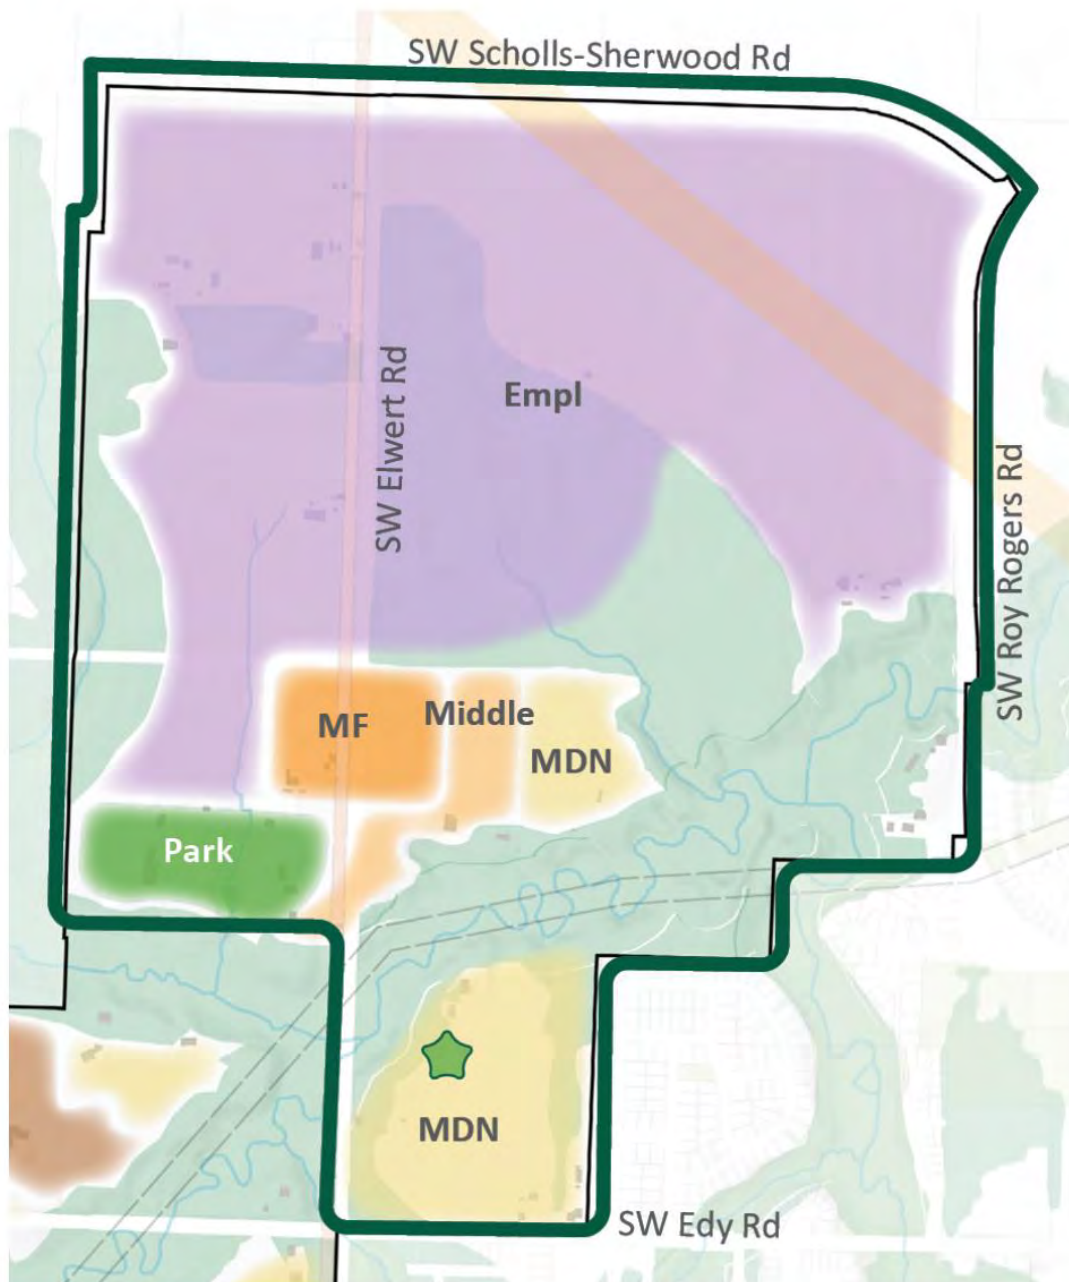 SW Scholls-Sherwood Rd
SW Elwert Rd
Empl
SW Roy Rogers Rd
MF
Middle
MDN
Park
MDN
SW Edy Rd